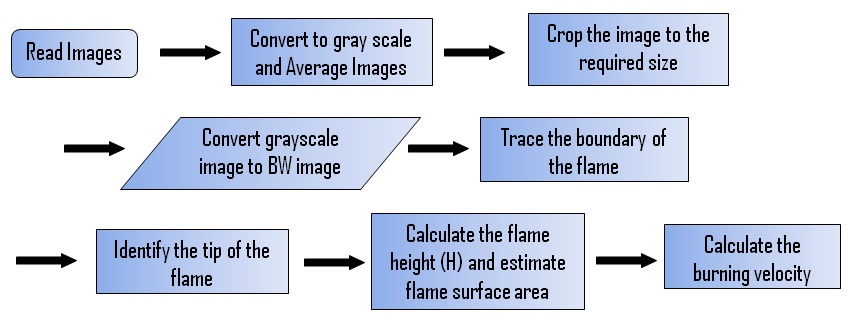 Read Images
Convert to gray scale
and Average Images
Crop the image to the
required size
Convert grayscale
image to BW image
Trace the boundary of
the flame
Identify the tip of the
flame
Calculate the flame
height (H) and estimate
flame surface area
Calculate the
burning velocity